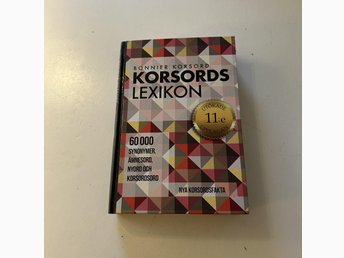 BONNIER KORSORD
KORSORDS
LEXIKON
UTÖKADE
11:e
60 000
SYNONYMER,
ÄMNESORD,
NYORD OCH
KORSORDSORD
NYA KORSORDSFAKTA